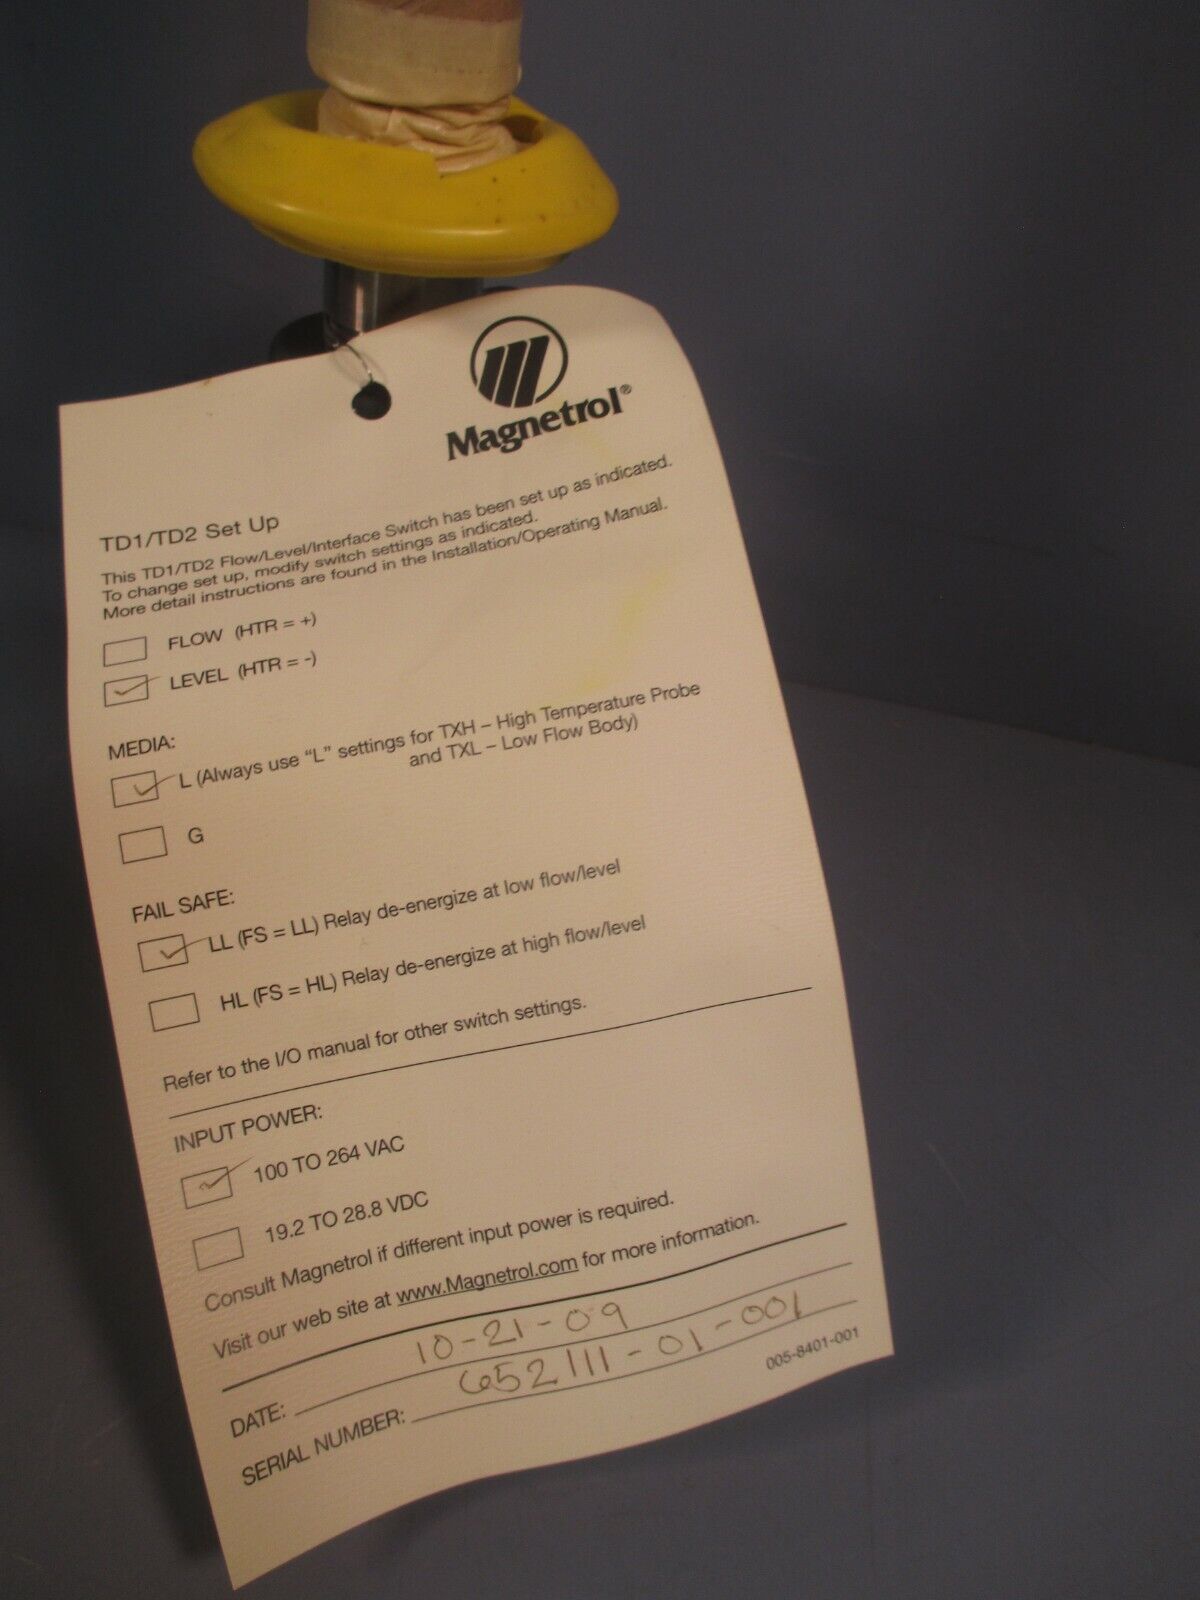 Magnetrol®
TD1/TD2 Set Up
This TD1/TD2 Flow/Level/Interface Switch has been set up as indicated.
To change set up, modify switch settings as indicated.
More detail instructions are found in the Installation/Operating Manual.
FLOW (HTR = +)
LEVEL (HTR = -)
MEDIA:
L (Always use "L" settings for TXH – High Temperature Probe
and TXL – Low Flow Body)
G
FAIL SAFE:
LL (FS = LL) Relay de-energize at low flow/level
HL (FS = HL) Relay de-energize at high flow/level
Refer to the I/O manual for other switch settings.
INPUT POWER:
100 TO 264 VAC
19.2 TO 28.8 VDC
Consult Magnetrol if different input power is required.
Visit our web site at www.Magnetrol.com for more information.
DATE: 10-21-09
SERIAL NUMBER: 652111-01-001
005-8401-001